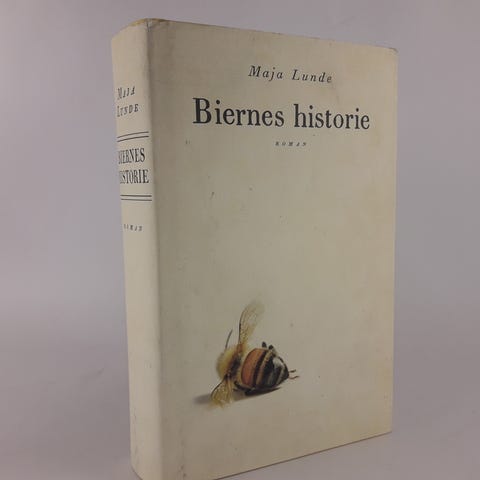 Maja Lunde
Biernes historie
ROMAN
MAJA
LUNDE
BIERNES
HISTORIE
ROMAN